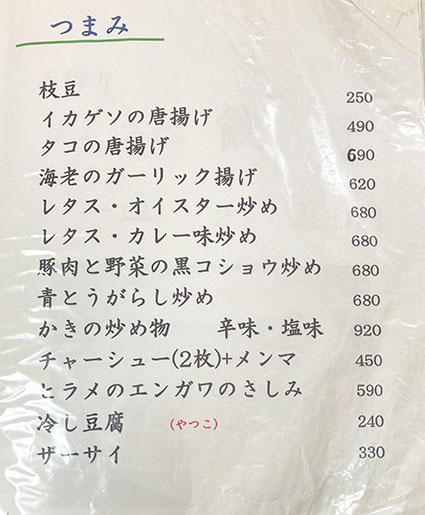 つまみ
枝豆 250
イカゲソの唐揚げ 490
タコの唐揚げ 690
海老のガーリック揚げ 620
レタス・オイスター炒め 680
レタス・カレー味炒め 680
豚肉と野菜の黒コショウ炒め 680
青とうがらし炒め 680
かきの炒め物 辛味・塩味 920
チャーシュー(2枚)+メンマ 450
ヒラメのエンガワのさしみ 590
冷し豆腐 (やつこ) 240
ザーサイ 330